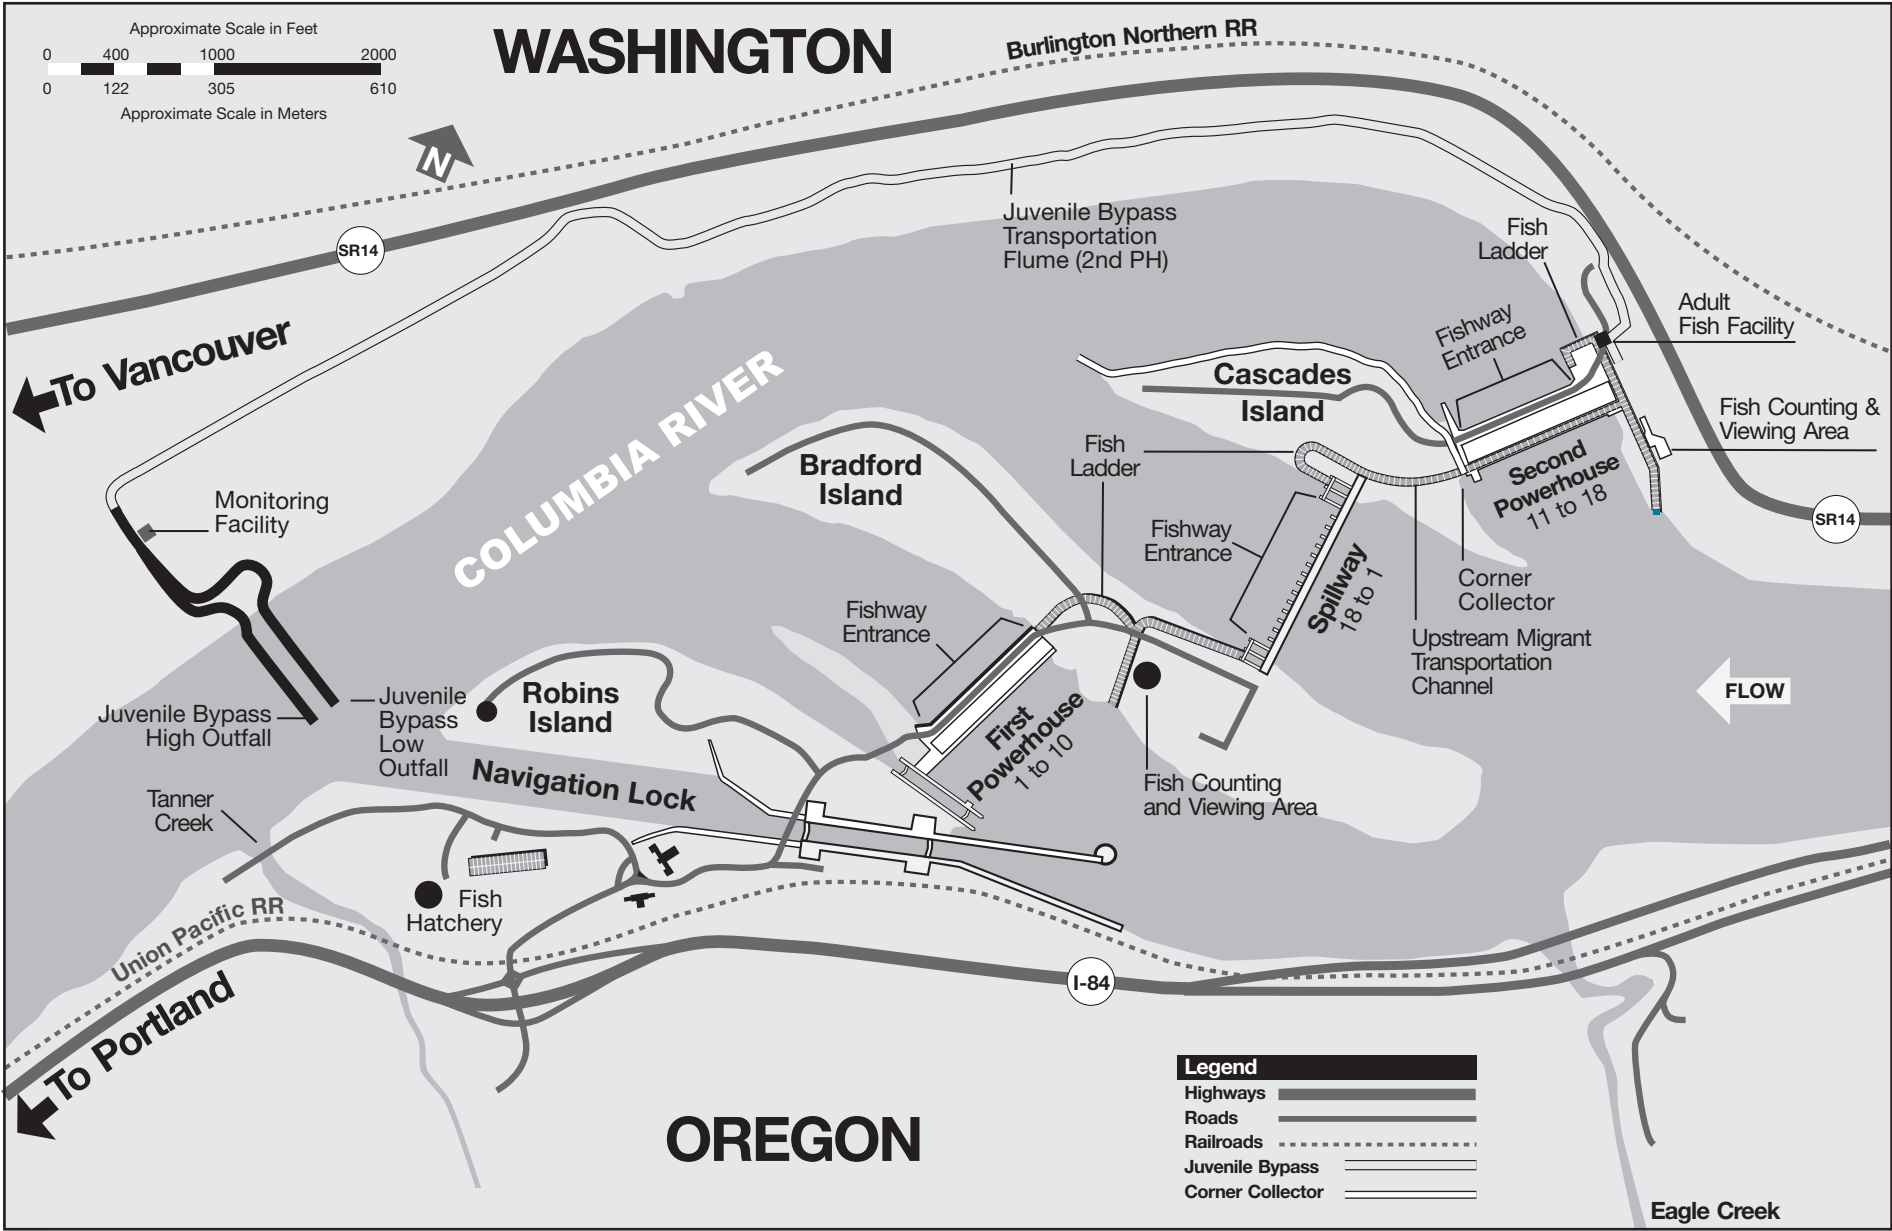 Approximate Scale in Feet
0 400 1000 2000
0 122 305 610
Approximate Scale in Meters
WASHINGTON
Burlington Northern RR
N
SR14
To Vancouver
Juvenile Bypass
Transportation
Flume (2nd PH)
Fish
Ladder
Adult
Fish Facility
Fishway
Entrance
Cascades
Island
Fish Counting &
Viewing Area
COLUMBIA RIVER
Bradford
Island
Fish
Ladder
Second
Powerhouse
11 to 18
SR14
Monitoring
Facility
Fishway
Entrance
Spillway
18 to 1
Corner
Collector
Upstream Migrant
Transportation
Channel
FLOW
Fishway
Entrance
Robins
Island
Juvenile Bypass
High Outfall
Juvenile
Bypass
Low
Outfall
First
Powerhouse
1 to 10
Fish Counting
and Viewing Area
Navigation Lock
Tanner
Creek
Fish
Hatchery
Union Pacific RR
To Portland
I-84
OREGON
Legend
Highways
Roads
Railroads
Juvenile Bypass
Corner Collector
Eagle Creek